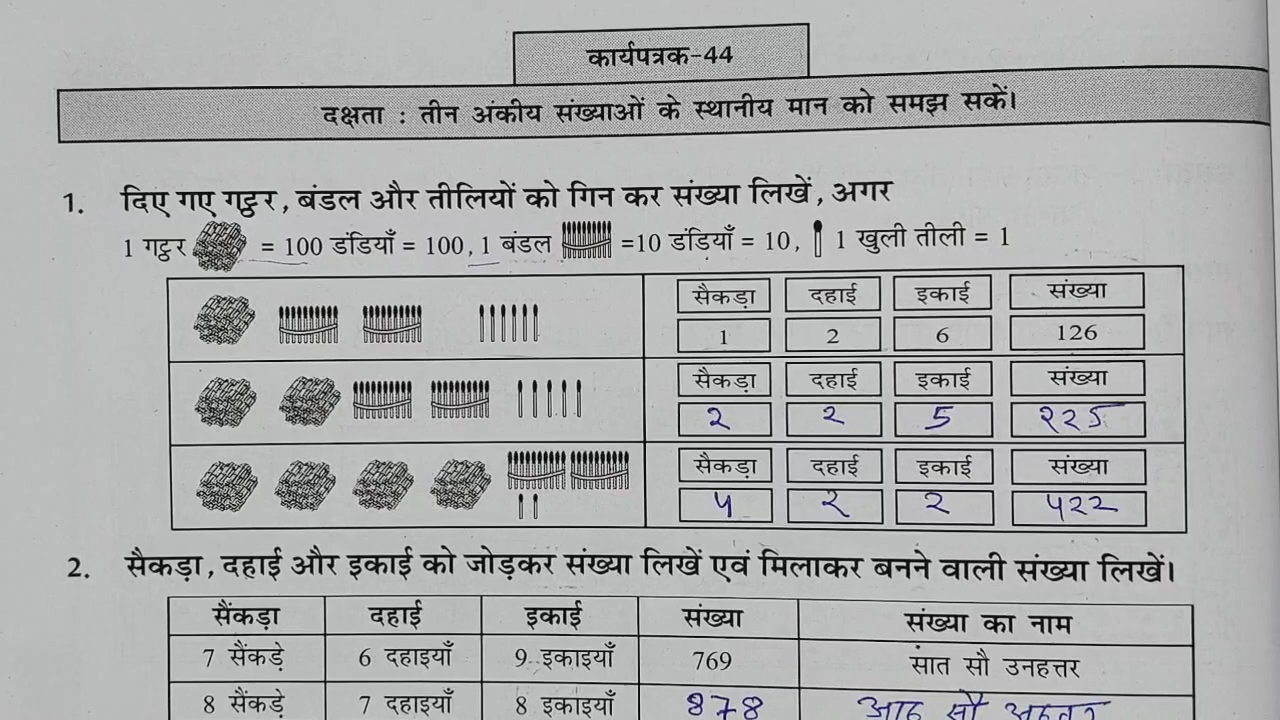 कार्यपत्रक-44
दक्षता : तीन अंकीय संख्याओं के स्थानीय मान को समझ सकें।
1. दिए गए गट्ठर, बंडल और तीलियों को गिन कर संख्या लिखें, अगर
1 गट्ठर = 100 डंडियाँ = 100, 1 बंडल =10 डंडियाँ = 10, 1 खुली तीली = 1
सैकड़ा दहाई इकाई संख्या
1 2 6 126
सैकड़ा दहाई इकाई संख्या
2 2 5 225
सैकड़ा दहाई इकाई संख्या
4 2 2 422
2. सैकड़ा, दहाई और इकाई को जोड़कर संख्या लिखें एवं मिलाकर बनने वाली संख्या लिखें।
सैंकड़ा दहाई इकाई संख्या संख्या का नाम
7 सैंकड़े 6 दहाइयाँ 9 इकाइयाँ 769 सात सौ उनहत्तर
8 सैंकड़े 7 दहाइयाँ 8 इकाइयाँ 878 आठ सौ